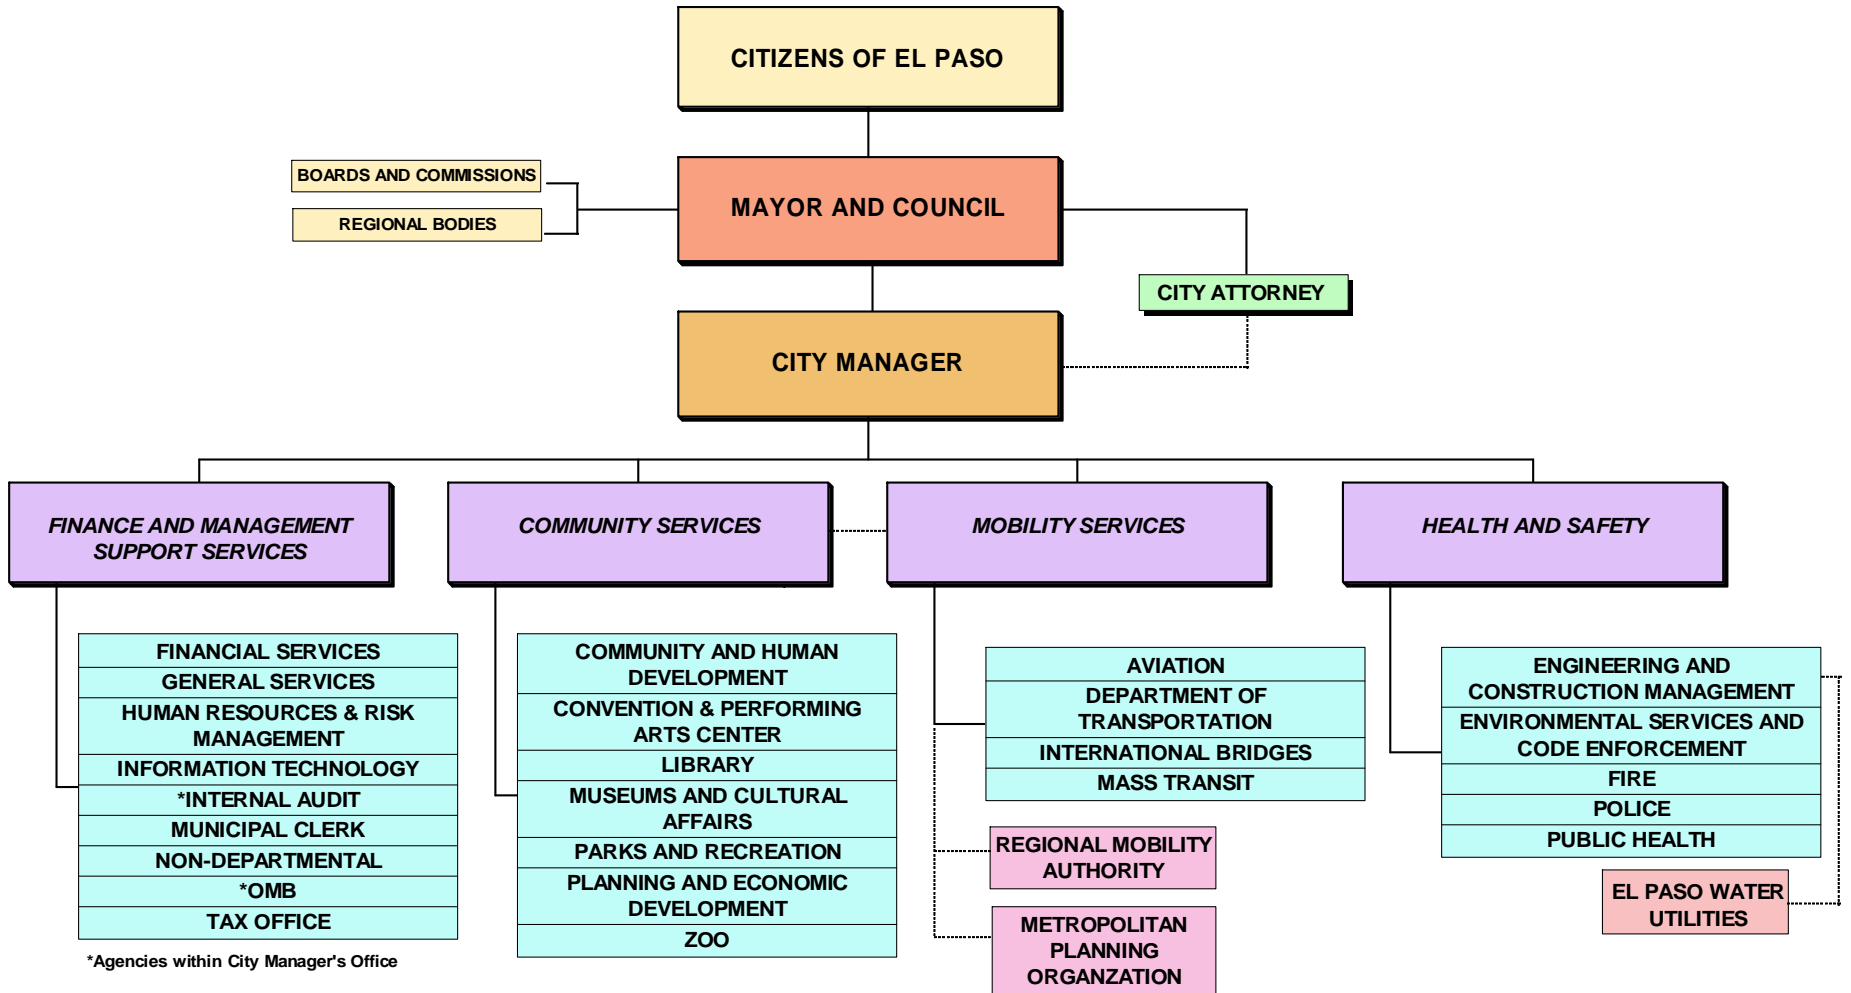 CITIZENS OF EL PASO
BOARDS AND COMMISSIONS
REGIONAL BODIES
MAYOR AND COUNCIL
CITY ATTORNEY
CITY MANAGER
FINANCE AND MANAGEMENT
SUPPORT SERVICES
COMMUNITY SERVICES
MOBILITY SERVICES
HEALTH AND SAFETY
FINANCIAL SERVICES
GENERAL SERVICES
HUMAN RESOURCES & RISK
MANAGEMENT
INFORMATION TECHNOLOGY
*INTERNAL AUDIT
MUNICIPAL CLERK
NON-DEPARTMENTAL
*OMB
TAX OFFICE
*Agencies within City Manager's Office
COMMUNITY AND HUMAN
DEVELOPMENT
CONVENTION & PERFORMING
ARTS CENTER
LIBRARY
MUSEUMS AND CULTURAL
AFFAIRS
PARKS AND RECREATION
PLANNING AND ECONOMIC
DEVELOPMENT
ZOO
AVIATION
DEPARTMENT OF
TRANSPORTATION
INTERNATIONAL BRIDGES
MASS TRANSIT
REGIONAL MOBILITY
AUTHORITY
METROPOLITAN
PLANNING
ORGANZATION
ENGINEERING AND
CONSTRUCTION MANAGEMENT
ENVIRONMENTAL SERVICES AND
CODE ENFORCEMENT
FIRE
POLICE
PUBLIC HEALTH
EL PASO WATER
UTILITIES